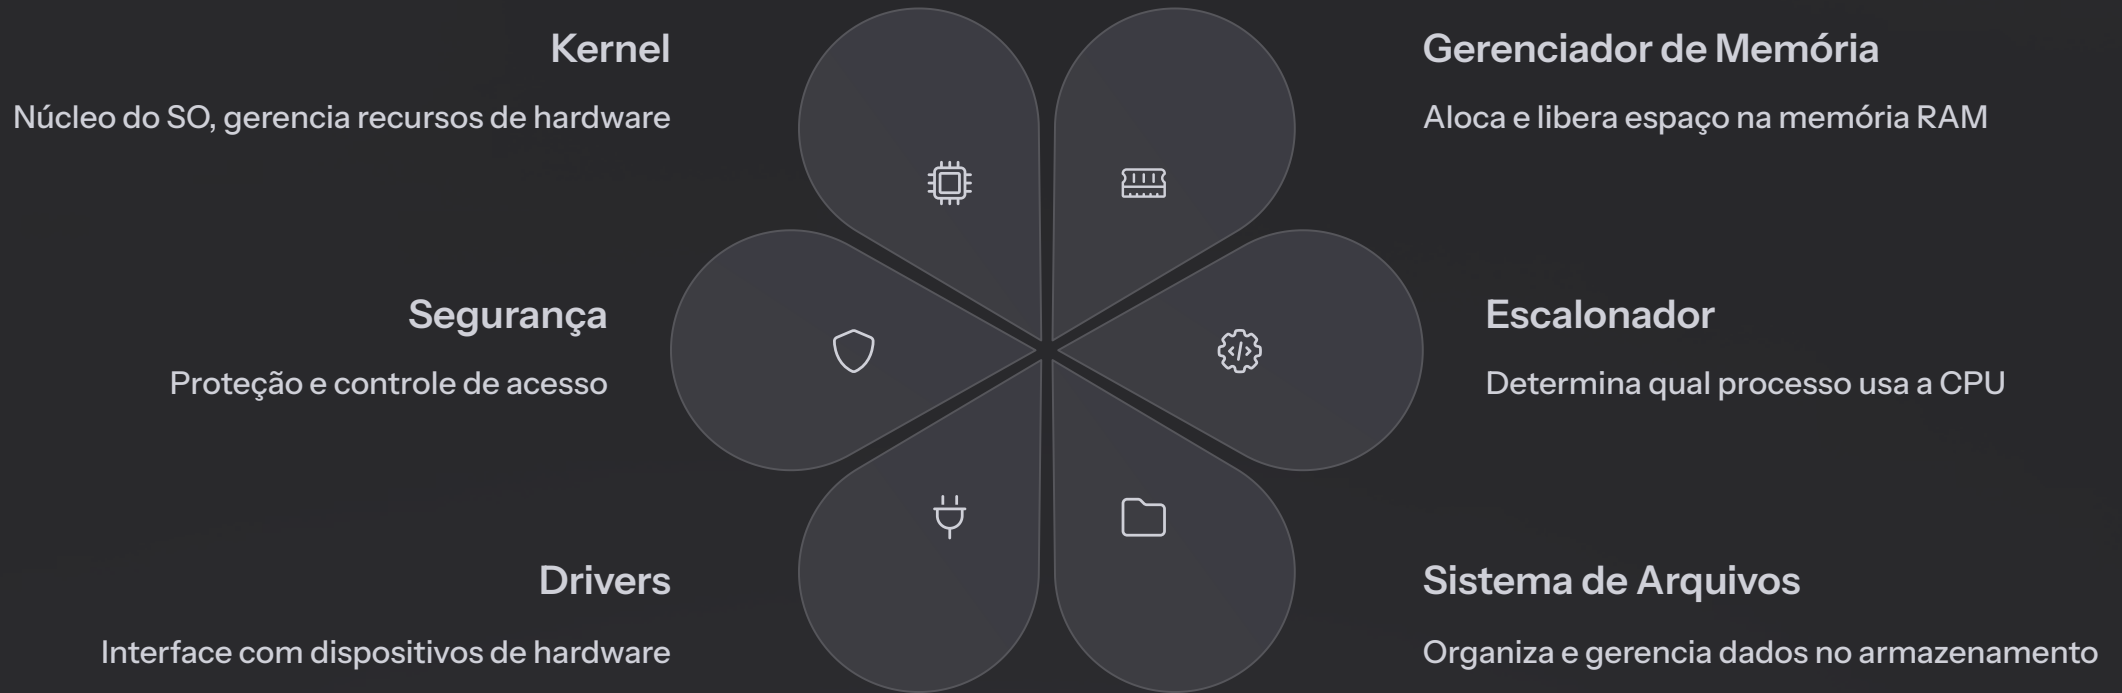 Kernel
Núcleo do SO, gerencia recursos de hardware
Gerenciador de Memória
Aloca e libera espaço na memória RAM
Segurança
Proteção e controle de acesso
Escalonador
Determina qual processo usa a CPU
Drivers
Interface com dispositivos de hardware
Sistema de Arquivos
Organiza e gerencia dados no armazenamento